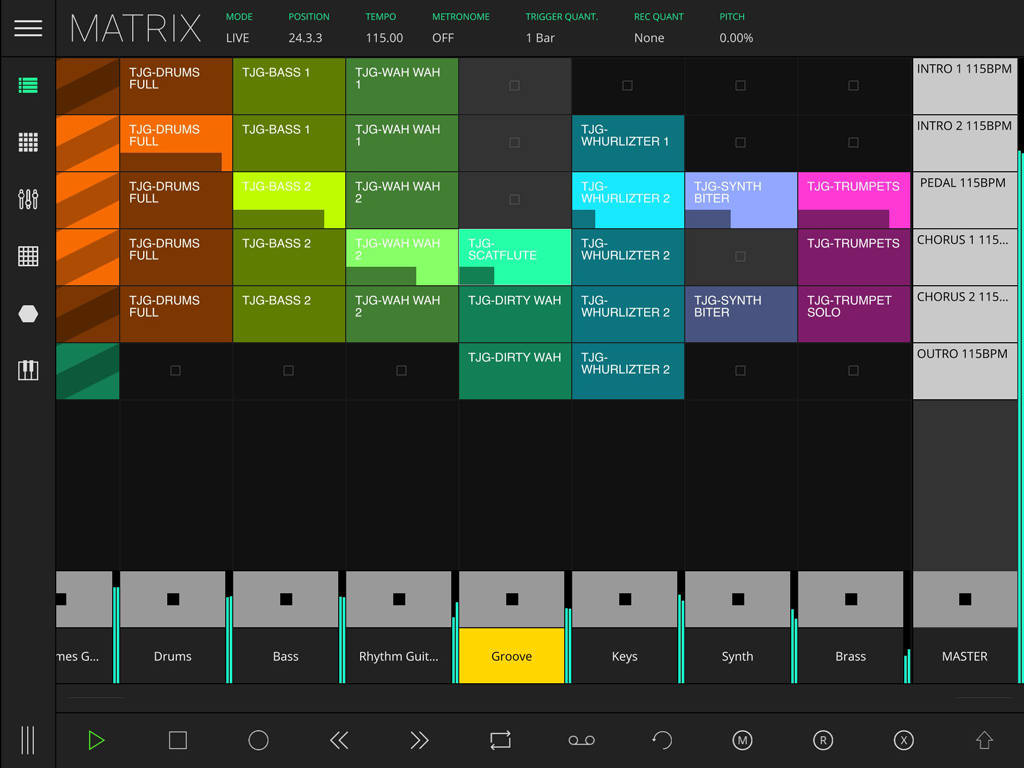 MATRIX
MODE POSITION TEMPO METRONOME TRIGGER QUANT. REC QUANT PITCH
LIVE 24.3.3 115.00 OFF 1 Bar None 0.00%
TJG-DRUMS
FULL
TJG-BASS 1
TJG-WAH WAH
1
INTRO 1 115BPM
TJG-DRUMS
FULL
TJG-BASS 1
TJG-WAH WAH
1
TJG-
WHURLIZTER 1
INTRO 2 115BPM
TJG-DRUMS
FULL
TJG-BASS 2
TJG-WAH WAH
2
TJG-
WHURLIZTER 2
TJG-SYNTH
BITER
TJG-TRUMPETS
PEDAL 115BPM
TJG-DRUMS
FULL
TJG-BASS 2
TJG-WAH WAH
2
TJG-
SCATFLUTE
TJG-
WHURLIZTER 2
TJG-TRUMPETS
CHORUS 1 115...
TJG-DRUMS
FULL
TJG-BASS 2
TJG-WAH WAH
2
TJG-DIRTY WAH
TJG-
WHURLIZTER 2
TJG-SYNTH
BITER
TJG-TRUMPET
SOLO
CHORUS 2 115...
TJG-DIRTY WAH
TJG-
WHURLIZTER 2
OUTRO 115BPM
mes G... Drums Bass Rhythm Guit... Groove Keys Synth Brass MASTER
M R X